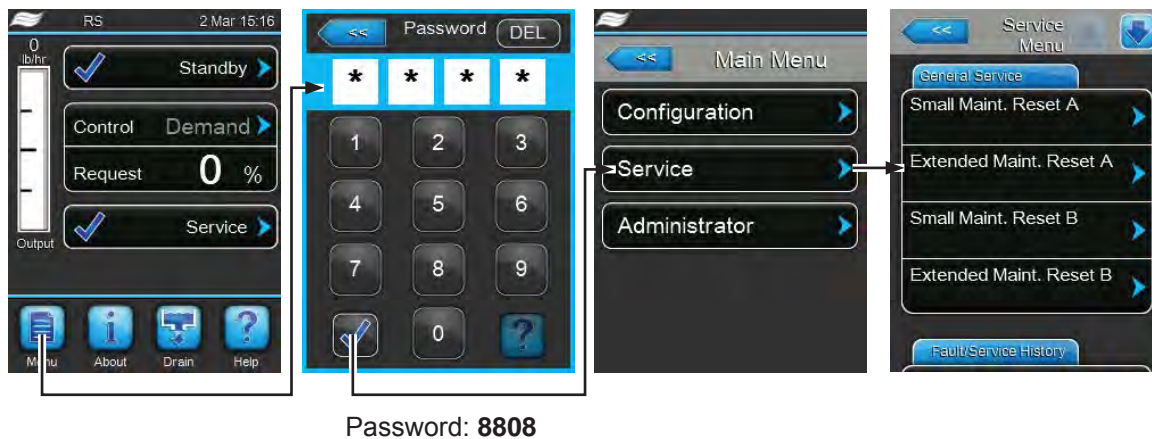 RS 2 Mar 15:16
0
lb/hr
Standby
Control Demand
Request 0 %
Service
Output
Menu About Drain Help
<< Password DEL
* * * *
1 2 3
4 5 6
7 8 9
0 ?
Password: 8808
<< Main Menu
Configuration
Service
Administrator
<< Service
Menu
General Service
Small Maint. Reset A
Extended Maint. Reset A
Small Maint. Reset B
Extended Maint. Reset B
Fault/Service History